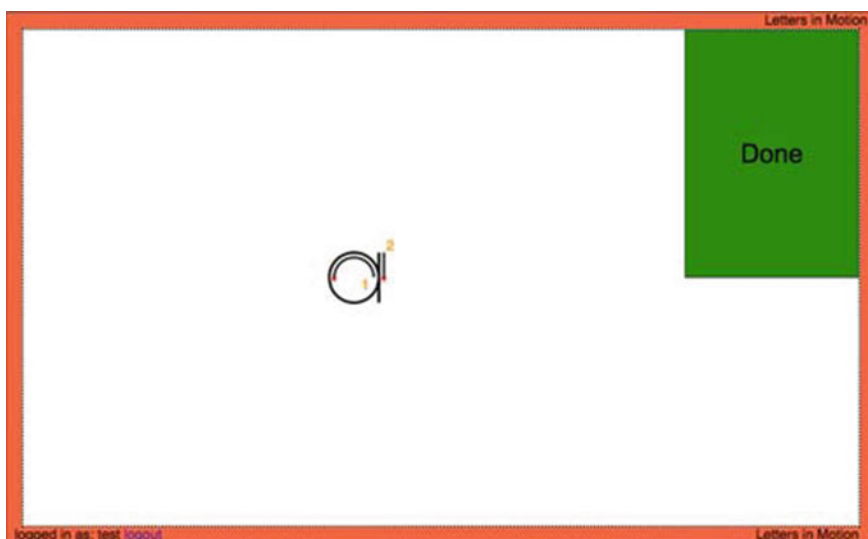 Letters in Motion
Done
2
1
logged in as: test logout
Letters in Motion